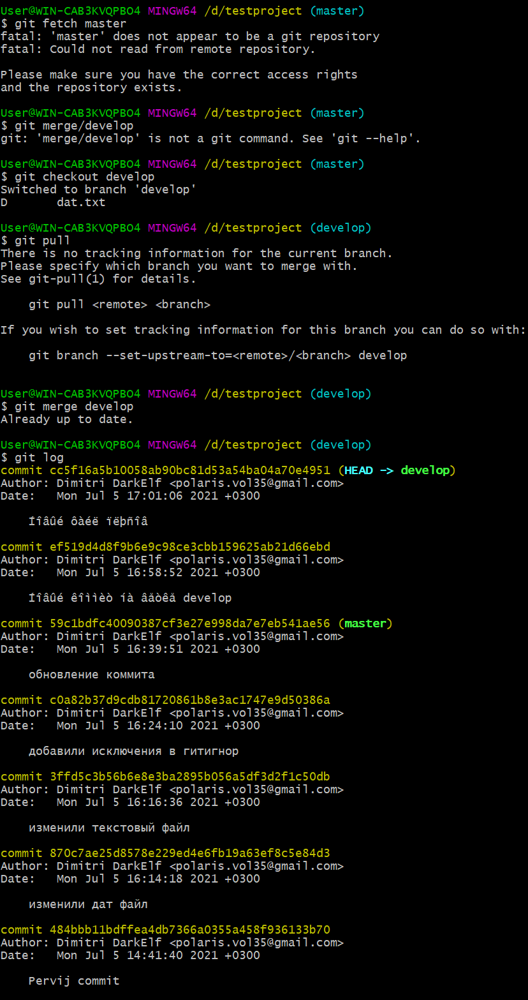 User@WIN-CAB3KVQPBO4 MINGW64 /d/testproject (master)
$ git fetch master
fatal: 'master' does not appear to be a git repository
fatal: Could not read from remote repository.
Please make sure you have the correct access rights
and the repository exists.
User@WIN-CAB3KVQPBO4 MINGW64 /d/testproject (master)
$ git merge/develop
git: 'merge/develop' is not a git command. See 'git --help'.
User@WIN-CAB3KVQPBO4 MINGW64 /d/testproject (master)
$ git checkout develop
Switched to branch 'develop'
D       dat.txt
User@WIN-CAB3KVQPBO4 MINGW64 /d/testproject (develop)
$ git pull
There is no tracking information for the current branch.
Please specify which branch you want to merge with.
See git-pull(1) for details.
    git pull <remote> <branch>
If you wish to set tracking information for this branch you can do so with:
    git branch --set-upstream-to=<remote>/<branch> develop
User@WIN-CAB3KVQPBO4 MINGW64 /d/testproject (develop)
$ git merge develop
Already up to date.
User@WIN-CAB3KVQPBO4 MINGW64 /d/testproject (develop)
$ git log
commit cc5f16a5b10058ab90bc81d53a54ba04a70e4951 (HEAD -> develop)
Author: Dimitri DarkElf <polaris.vol35@gmail.com>
Date:   Mon Jul 5 17:01:06 2021 +0300
    Íîâûé ôàéë ïëþñîâ
commit ef519d4d8f9b6e9c98ce3cbb159625ab21d66ebd
Author: Dimitri DarkElf <polaris.vol35@gmail.com>
Date:   Mon Jul 5 16:58:52 2021 +0300
    Íîâûé êîììèò íà âåòêå develop
commit 59c1bdfc40090387cf3e27e998da7e7eb541ae56 (master)
Author: Dimitri DarkElf <polaris.vol35@gmail.com>
Date:   Mon Jul 5 16:39:51 2021 +0300
    обновление коммита
commit c0a82b37d9cdb81720861b8e3ac1747e9d50386a
Author: Dimitri DarkElf <polaris.vol35@gmail.com>
Date:   Mon Jul 5 16:24:10 2021 +0300
    добавили исключения в гитигнор
commit 3ffd5c3b56b6e8e3ba2895b056a5df3d2f1c50db
Author: Dimitri DarkElf <polaris.vol35@gmail.com>
Date:   Mon Jul 5 16:16:36 2021 +0300
    изменили текстовый файл
commit 870c7ae25d8578e229ed4e6fb19a63ef8c5e84d3
Author: Dimitri DarkElf <polaris.vol35@gmail.com>
Date:   Mon Jul 5 16:14:18 2021 +0300
    изменили дат файл
commit 484bbb11bdffea4db7366a0355a458f936133b70
Author: Dimitri DarkElf <polaris.vol35@gmail.com>
Date:   Mon Jul 5 14:41:40 2021 +0300
    Pervij commit